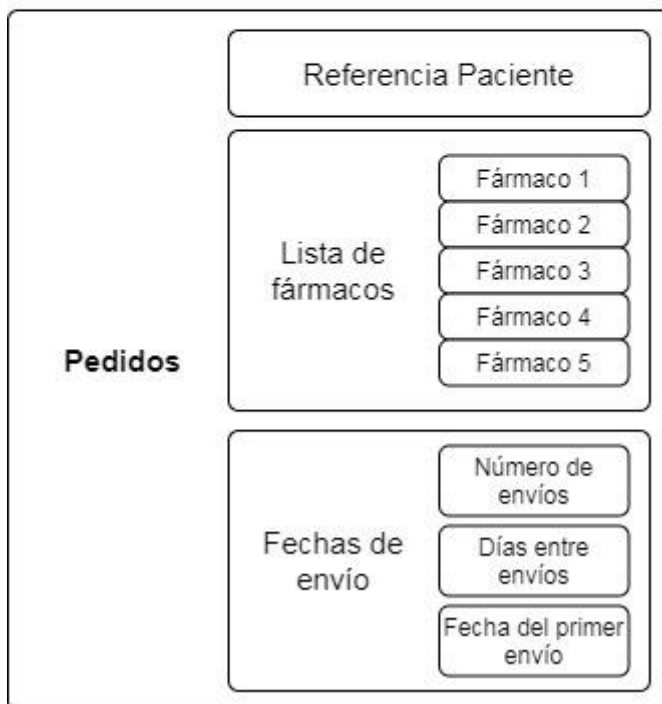 Referencia Paciente
Fármaco 1
Fármaco 2
Lista de
fármacos
Fármaco 3
Fármaco 4
Pedidos
Fármaco 5
Número de
envíos
Fechas de
envío
Días entre
envíos
Fecha del primer
envío